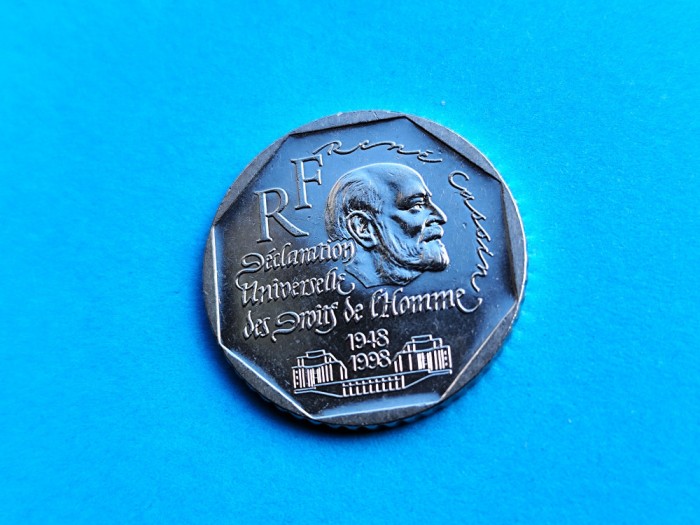 RF
René Cassin
Déclaration
Universelle
des Droits de l'Homme
1948
1998